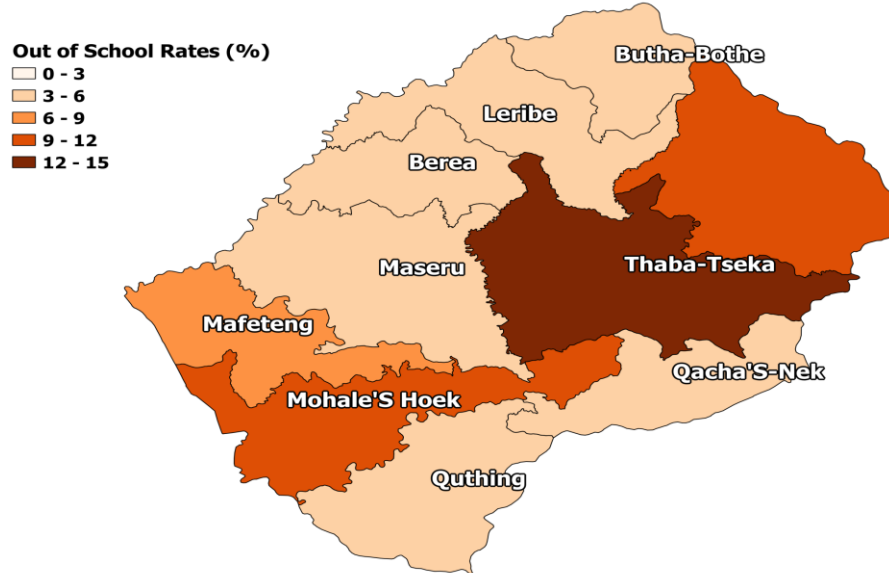 Out of School Rates (%)
0 - 3
3 - 6
6 - 9
9 - 12
12 - 15
Butha-Bothe
Leribe
Berea
Maseru
Thaba-Tseka
Mafeteng
Qacha'S-Nek
Mohale'S Hoek
Quthing